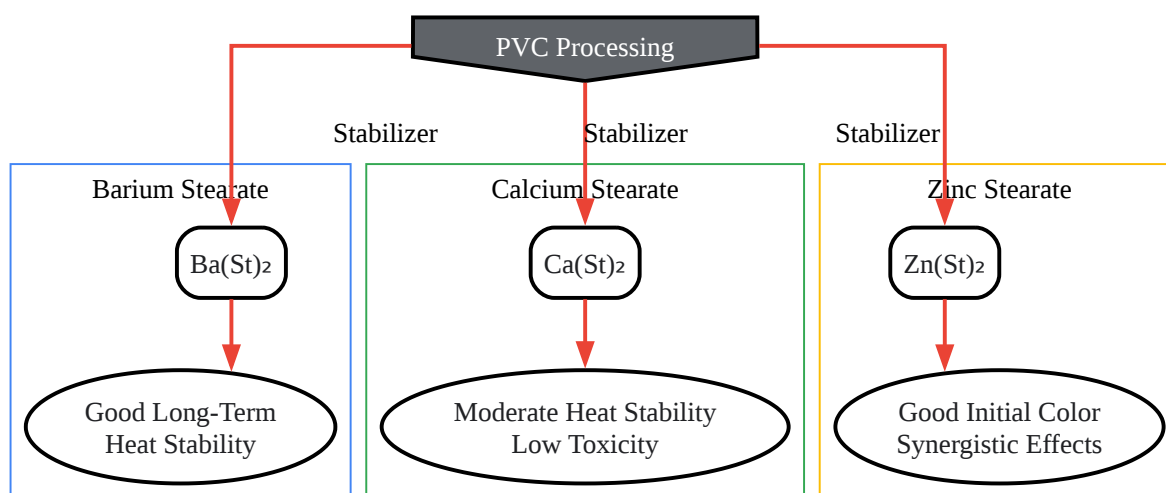 PVC Processing
Stabilizer
Stabilizer
Stabilizer
Barium Stearate
Calcium Stearate
Zinc Stearate
Ba(St)₂
Ca(St)₂
Zn(St)₂
Good Long-Term
Heat Stability
Moderate Heat Stability
Low Toxicity
Good Initial Color
Synergistic Effects